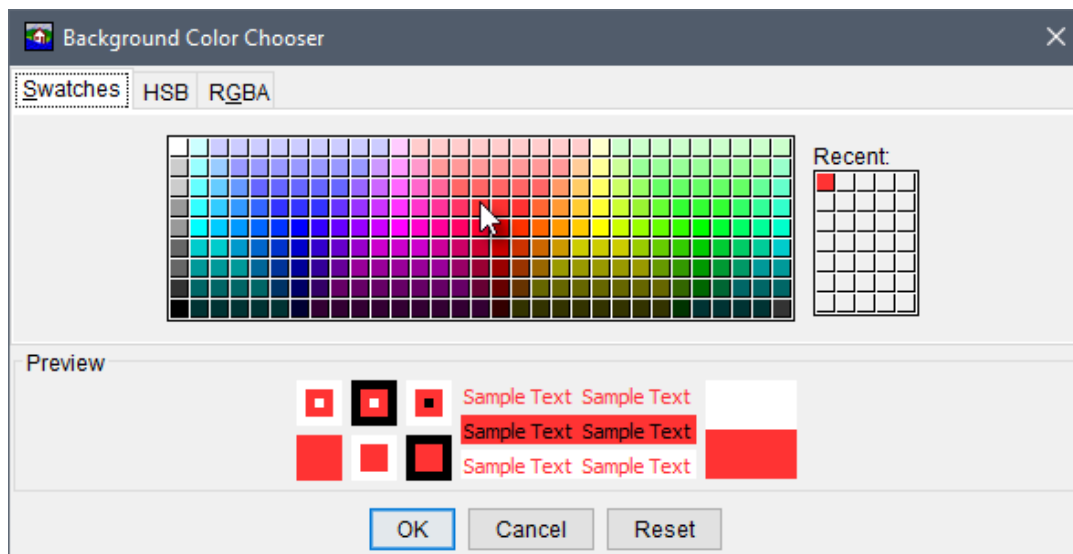 Background Color Chooser
Swatches HSB RGBA
Recent:
Preview
Sample Text Sample Text
Sample Text Sample Text
Sample Text Sample Text
OK Cancel Reset